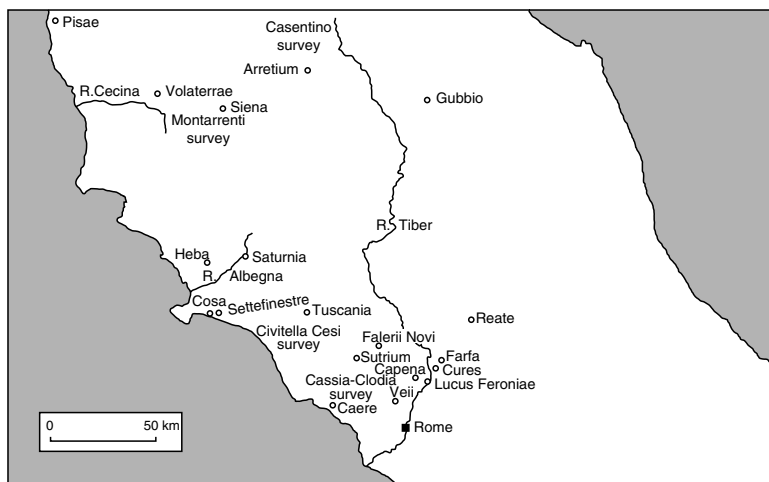 Pisae
Casentino
survey
Arretium
R.Cecina
Volaterrae
Gubbio
Siena
Montarrenti
survey
R. Tiber
Heba
Saturnia
R. Albegna
Cosa
Settefinestre
Tuscania
Reate
Civitella Cesi
survey
Falerii Novi
Sutrium
Farfa
Capena
Cures
Cassia-Clodia
survey
Lucus Feroniae
Veii
Caere
Rome
0 50 km